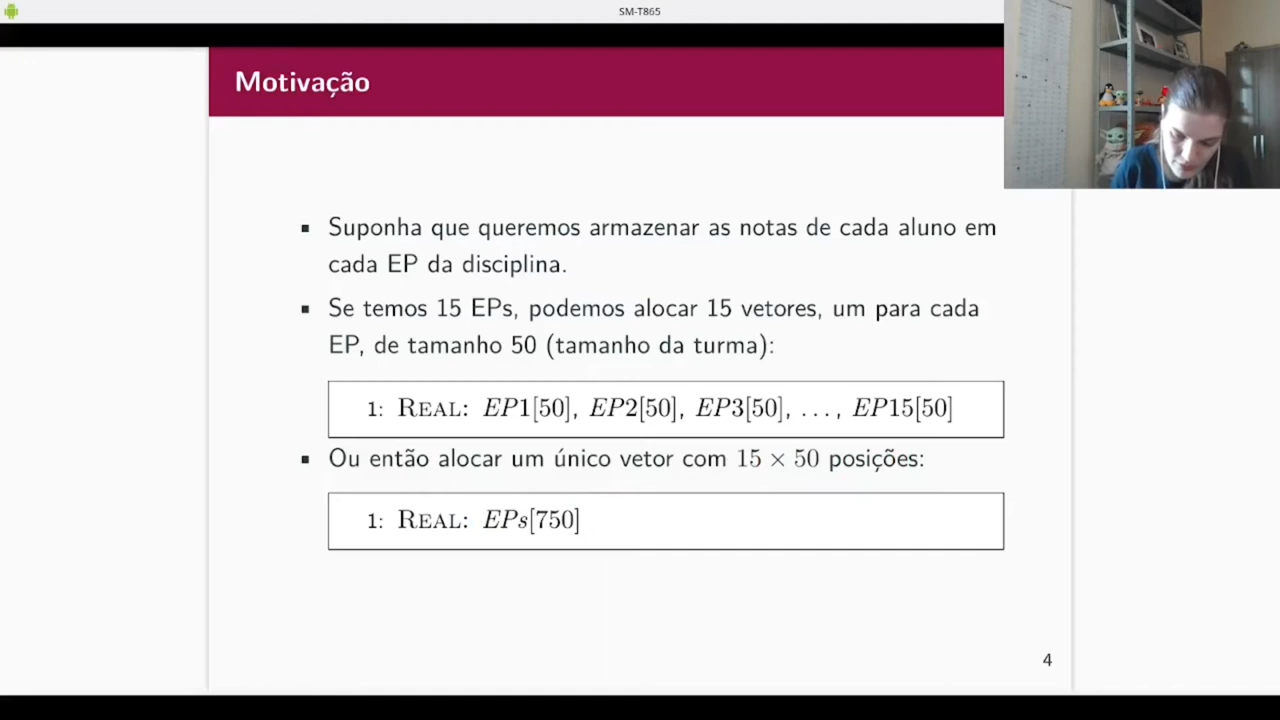 SM-T865
Motivação
▪ Suponha que queremos armazenar as notas de cada aluno em
cada EP da disciplina.
▪ Se temos 15 EPs, podemos alocar 15 vetores, um para cada
EP, de tamanho 50 (tamanho da turma):
1: REAL: EP1[50], EP2[50], EP3[50], ..., EP15[50]
▪ Ou então alocar um único vetor com 15 × 50 posições:
1: REAL: EPs[750]
4